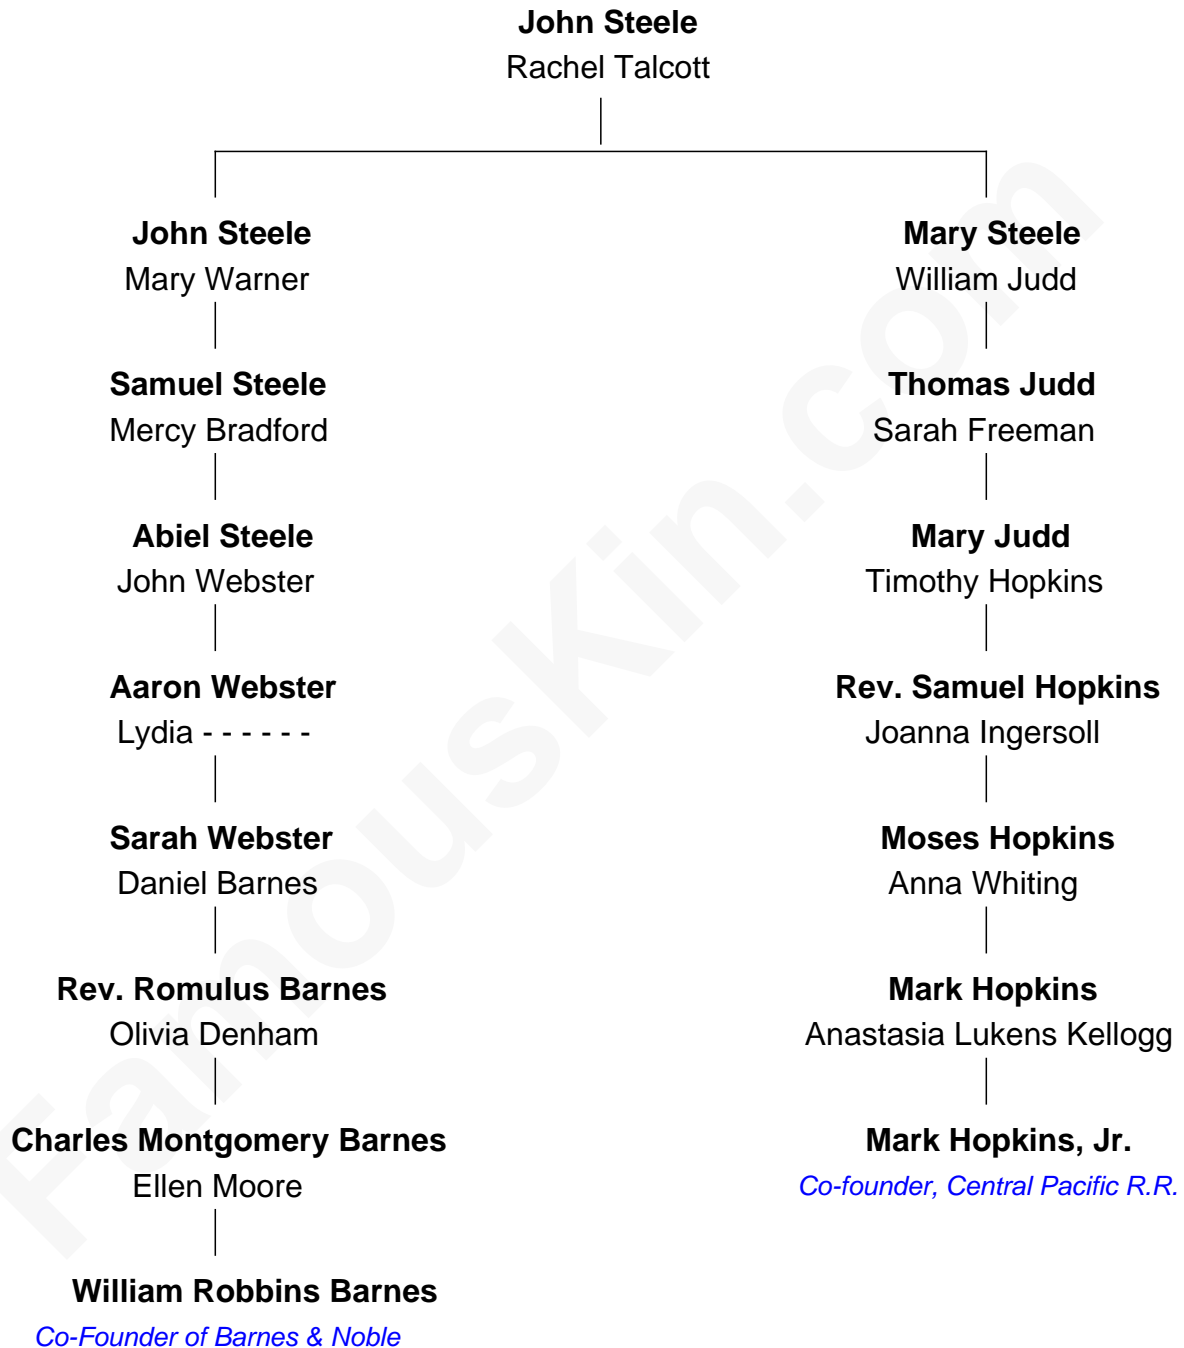 John Steele
Rachel Talcott
John Steele
Mary Warner
Mary Steele
William Judd
Samuel Steele
Mercy Bradford
Thomas Judd
Sarah Freeman
Abiel Steele
John Webster
Mary Judd
Timothy Hopkins
Aaron Webster
Lydia - - - - - -
Rev. Samuel Hopkins
Joanna Ingersoll
Sarah Webster
Daniel Barnes
Moses Hopkins
Anna Whiting
Rev. Romulus Barnes
Olivia Denham
Mark Hopkins
Anastasia Lukens Kellogg
Charles Montgomery Barnes
Ellen Moore
Mark Hopkins, Jr.
Co-founder, Central Pacific R.R.
William Robbins Barnes
Co-Founder of Barnes & Noble
FamousKin.com